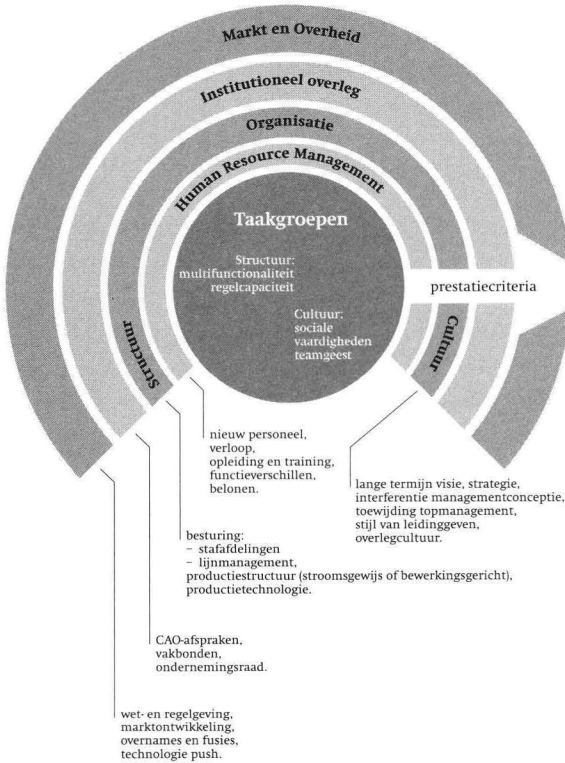 Markt en Overheid
Institutioneel overleg
Organisatie
Human Resource Management
Taakgroepen
Structuur:
multifunctionaliteit
regelcapaciteit
Cultuur:
sociale
vaardigheden
teamgeest
prestatiecriteria
Structuur
Cultuur
nieuw personeel,
verloop,
opleiding en training,
functieverschillen,
belonen.
lange termijn visie, strategie,
interferentie managementconceptie,
toewijding topmanagement,
stijl van leidinggeven,
overlegcultuur.
besturing:
– stafafdelingen
– lijnmanagement,
productiestructuur (stroomsgewijs of bewerkingsgericht),
productietechnologie.
CAO-afspraken,
vakbonden,
ondernemingsraad.
wet- en regelgeving,
marktontwikkeling,
overnames en fusies,
technologie push.